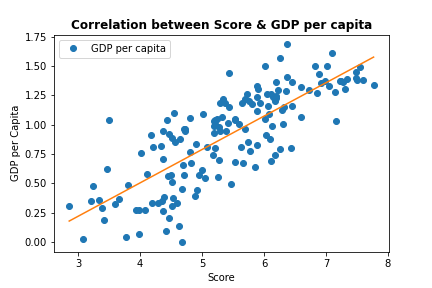 Correlation between Score & GDP per capita
GDP per capita
1.75
1.50
1.25
1.00
0.75
0.50
0.25
0.00
GDP per Capita
3 4 5 6 7 8
Score